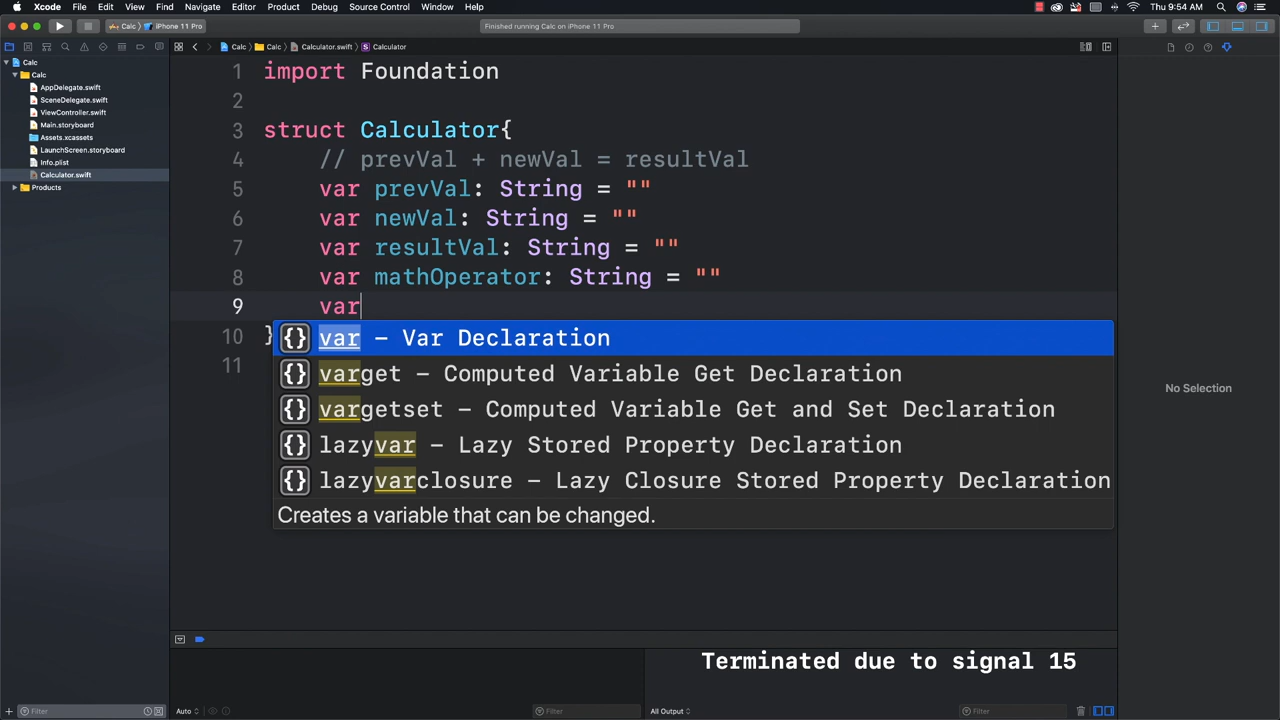 Xcode File Edit View Find Navigate Editor Product Debug Source Control Window Help Thu 9:54 AM
Calc iPhone 11 Pro Finished running Calc on iPhone 11 Pro
Calc Calc Calculator.swift Calculator
Calc
Calc
AppDelegate.swift
SceneDelegate.swift
ViewController.swift
Main.storyboard
Assets.xcassets
LaunchScreen.storyboard
Info.plist
Calculator.swift
Products
1 import Foundation
2
3 struct Calculator{
4 // prevVal + newVal = resultVal
5 var prevVal: String = ""
6 var newVal: String = ""
7 var resultVal: String = ""
8 var mathOperator: String = ""
9 var
10 }
11
{} var – Var Declaration
{} varget – Computed Variable Get Declaration
{} vargetset – Computed Variable Get and Set Declaration
{} lazyvar – Lazy Stored Property Declaration
{} lazyvarclosure – Lazy Closure Stored Property Declaration
Creates a variable that can be changed.
No Selection
Terminated due to signal 15
Filter Auto Filter All Output Filter